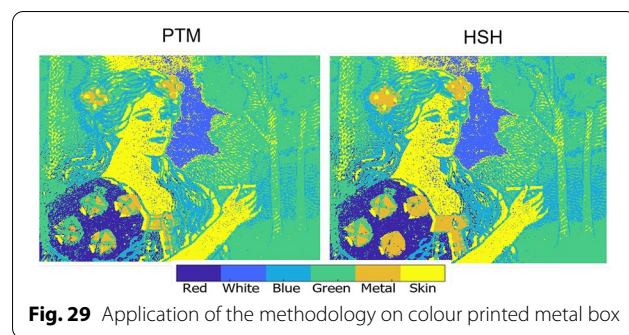 PTM HSH
Red White Blue Green Metal Skin
Fig. 29 Application of the methodology on colour printed metal box